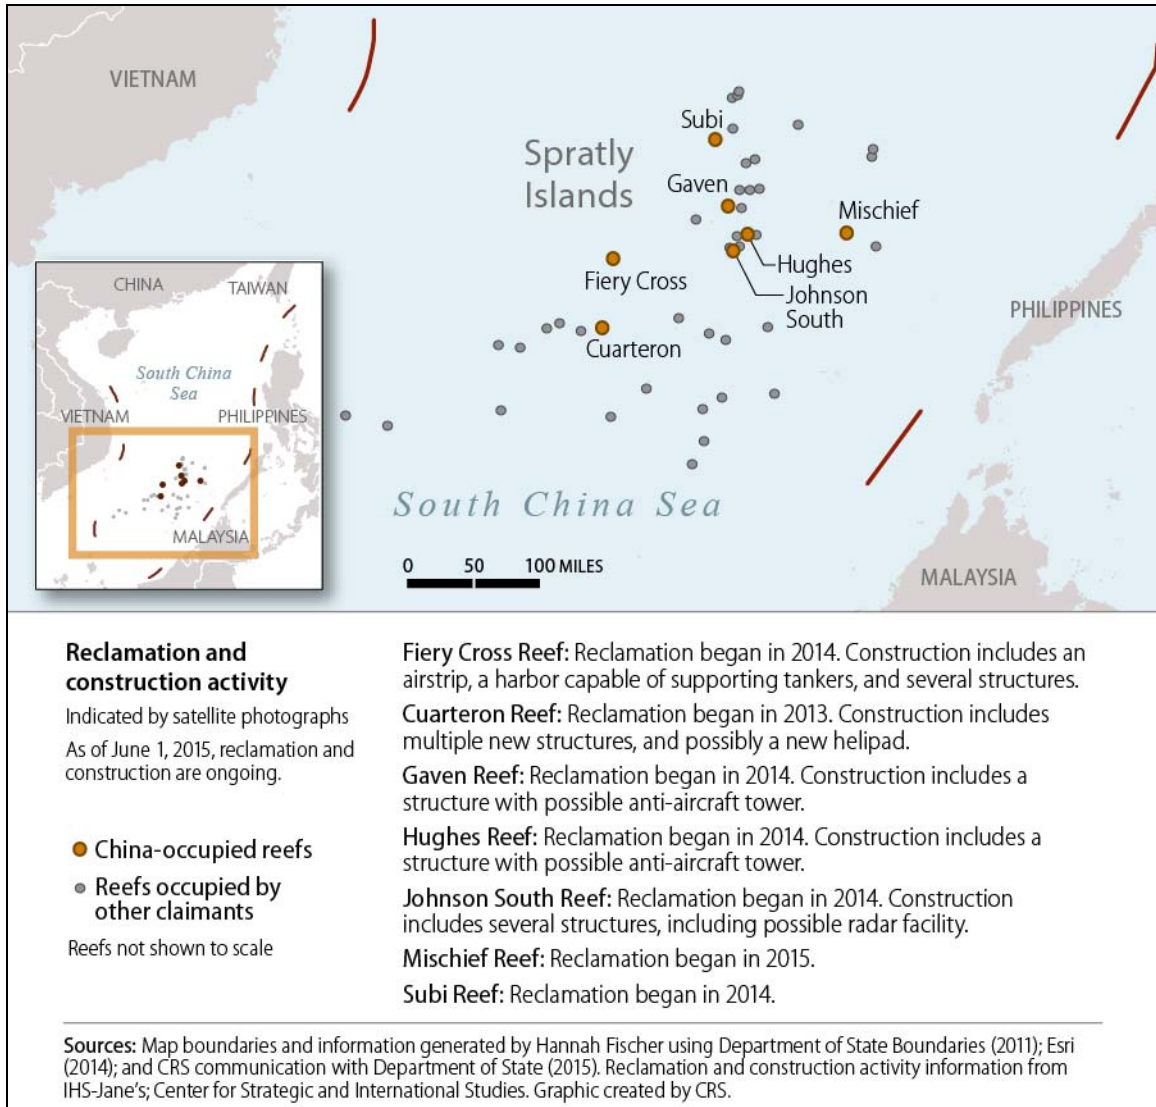 VIETNAM
Subi
Spratly
Islands
Gaven
Mischief
Hughes
Fiery Cross
Johnson
South
PHILIPPINES
Cuarteron
CHINA
TAIWAN
South China
Sea
VIETNAM
PHILIPPINES
MALAYSIA
South China Sea
0 50 100 MILES
MALAYSIA
Reclamation and
construction activity
Indicated by satellite photographs
As of June 1, 2015, reclamation and
construction are ongoing.
China-occupied reefs
Reefs occupied by
other claimants
Reefs not shown to scale
Fiery Cross Reef: Reclamation began in 2014. Construction includes an
airstrip, a harbor capable of supporting tankers, and several structures.
Cuarteron Reef: Reclamation began in 2013. Construction includes
multiple new structures, and possibly a new helipad.
Gaven Reef: Reclamation began in 2014. Construction includes a
structure with possible anti-aircraft tower.
Hughes Reef: Reclamation began in 2014. Construction includes a
structure with possible anti-aircraft tower.
Johnson South Reef: Reclamation began in 2014. Construction
includes several structures, including possible radar facility.
Mischief Reef: Reclamation began in 2015.
Subi Reef: Reclamation began in 2014.
Sources: Map boundaries and information generated by Hannah Fischer using Department of State Boundaries (2011); Esri
(2014); and CRS communication with Department of State (2015). Reclamation and construction activity information from
IHS-Jane's; Center for Strategic and International Studies. Graphic created by CRS.